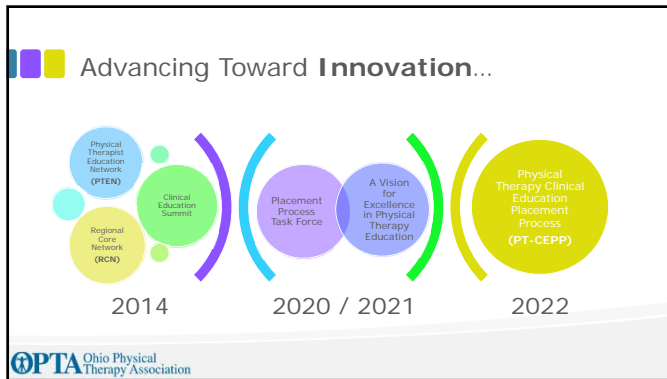 Advancing Toward Innovation...
Physical
Therapist
Education
Network
(PTEN)
Clinical
Education
Summit
Regional
Core
Network
(RCN)
2014
Placement
Process
Task Force
A Vision
for
Excellence
in Physical
Therapy
Education
2020 / 2021
Physical
Therapy Clinical
Education
Placement
Process
(PT-CEPP)
2022
OPTA Ohio Physical
Therapy Association